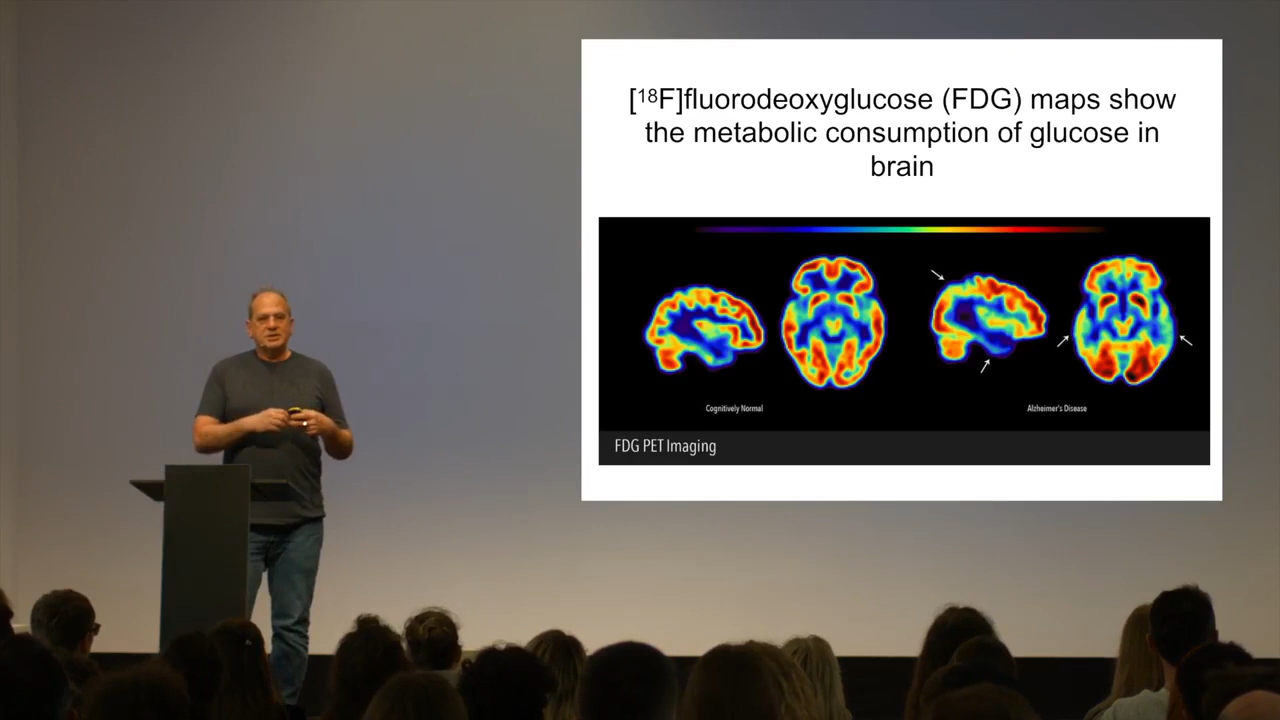 [¹⁸F]fluorodeoxyglucose (FDG) maps show
the metabolic consumption of glucose in
brain
Cognitively Normal
Alzheimer's Disease
FDG PET Imaging